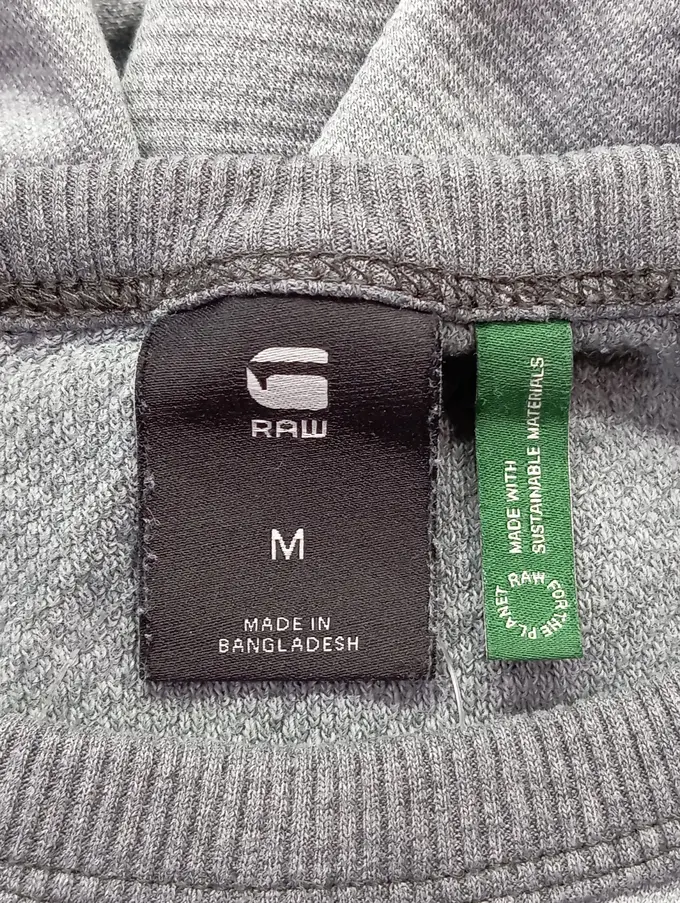 G
RAW
M
MADE IN
BANGLADESH
MADE WITH
SUSTAINABLE MATERIALS
RAW FOR THE PLANET